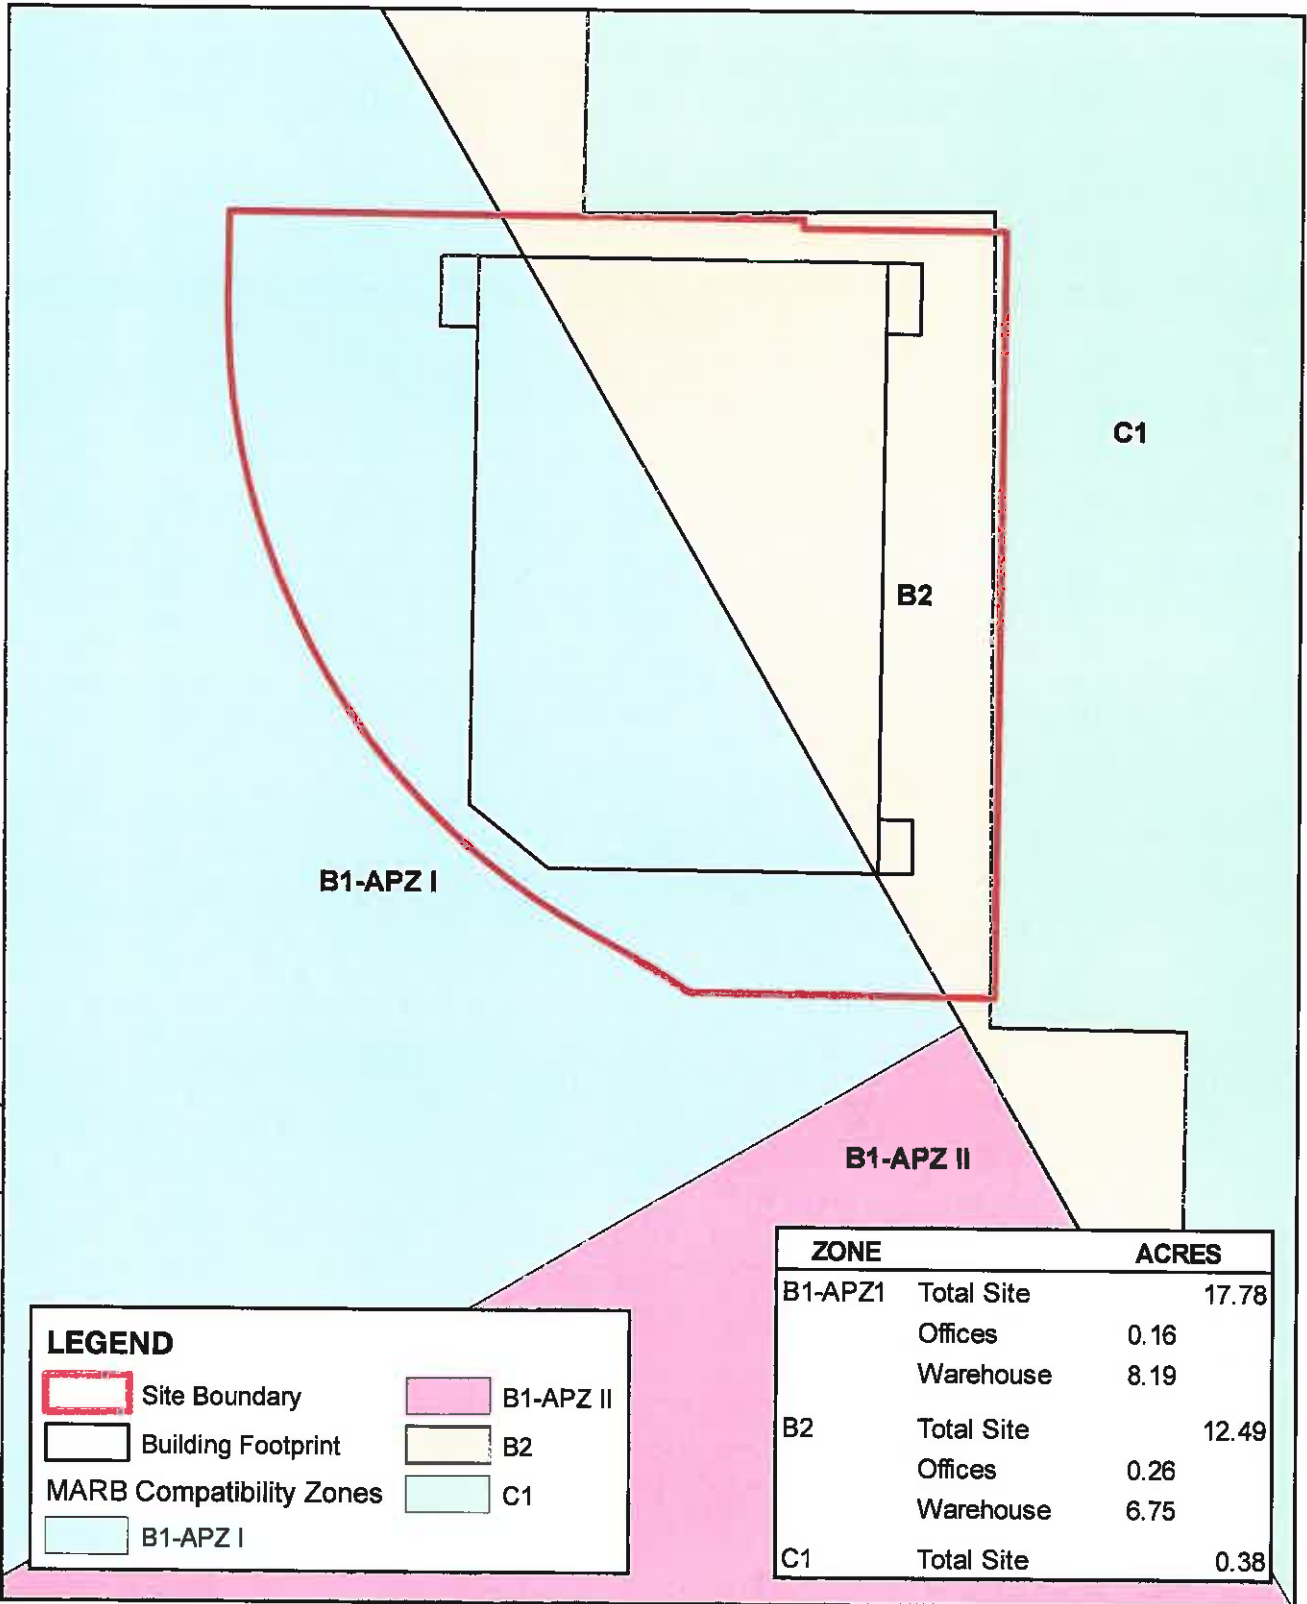 C1
B2
B1-APZ I
B1-APZ II
ZONE ACRES
B1-APZ1 Total Site 17.78
Offices 0.16
Warehouse 8.19
B2 Total Site 12.49
Offices 0.26
Warehouse 6.75
C1 Total Site 0.38
LEGEND
Site Boundary
Building Footprint
MARB Compatibility Zones
B1-APZ I
B1-APZ II
B2
C1